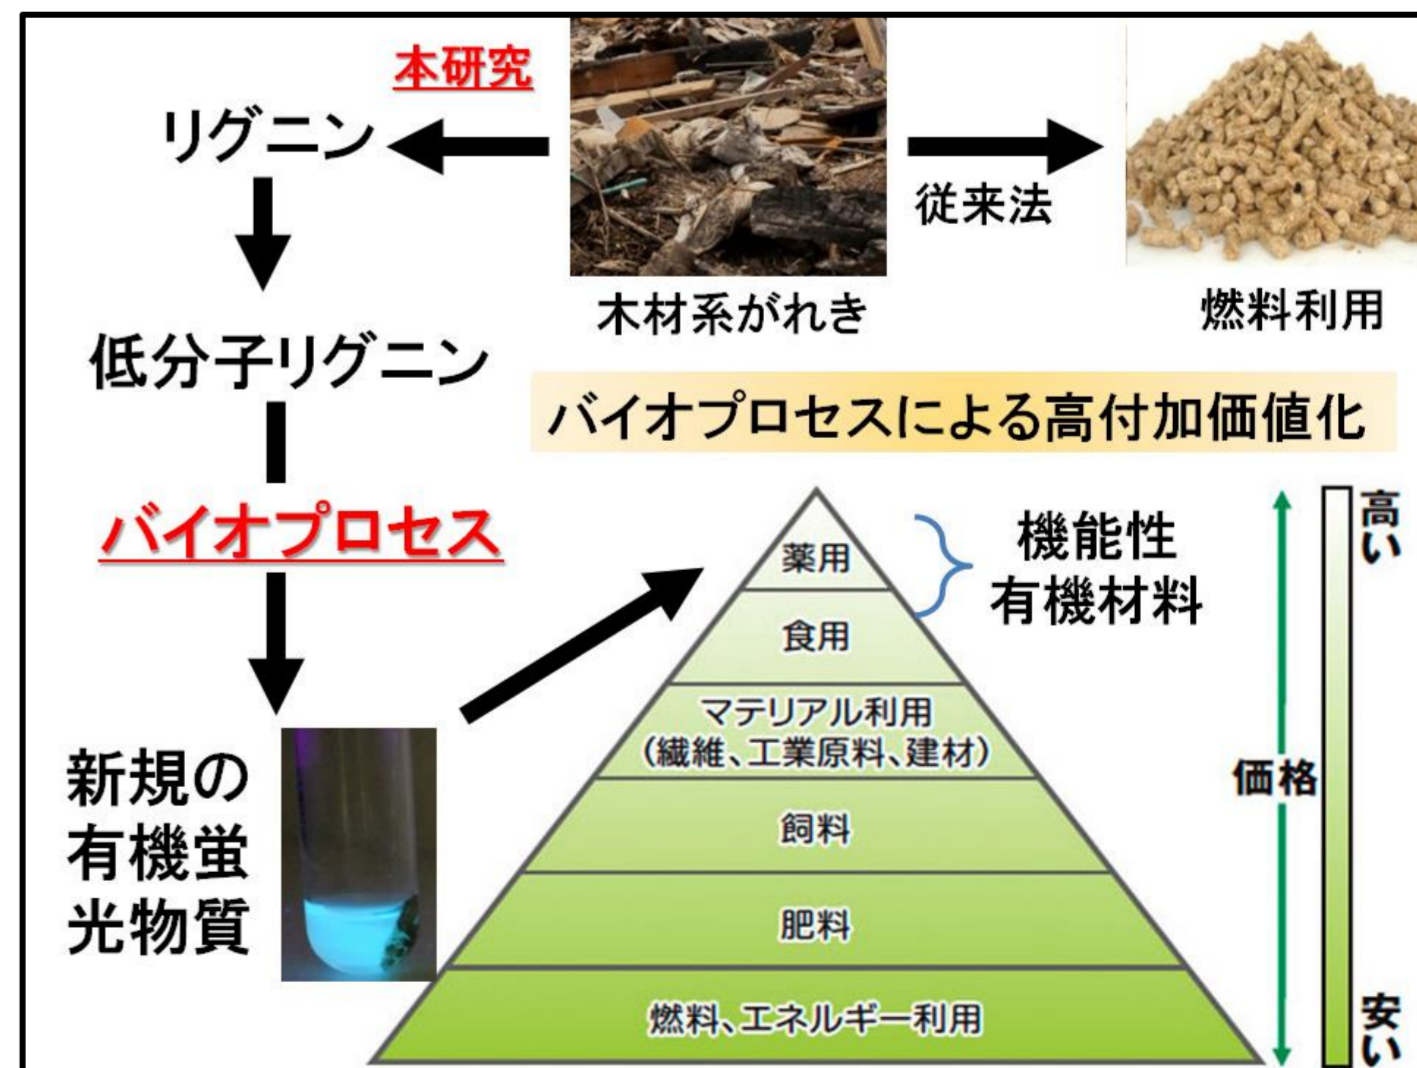 本研究
リグニン
従来法
木材系がれき
燃料利用
低分子リグニン
バイオプロセスによる高付加価値化
バイオプロセス
新規の
有機蛍
光物質
薬用
機能性
有機材料
食用
マテリアル利用
（繊維、工業原料、建材）
飼料
肥料
燃料、エネルギー利用
高い
価格
安い